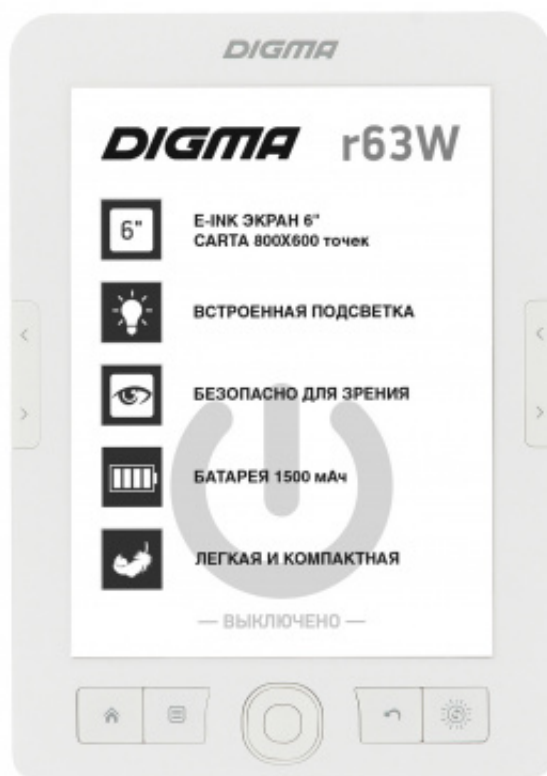 DIGMA
DIGMA r63W
6"
E-INK ЭКРАН 6"
CARTA 800X600 точек
ВСТРОЕННАЯ ПОДСВЕТКА
БЕЗОПАСНО ДЛЯ ЗРЕНИЯ
БАТАРЕЯ 1500 мАч
ЛЕГКАЯ И КОМПАКТНАЯ
— ВЫКЛЮЧЕНО —